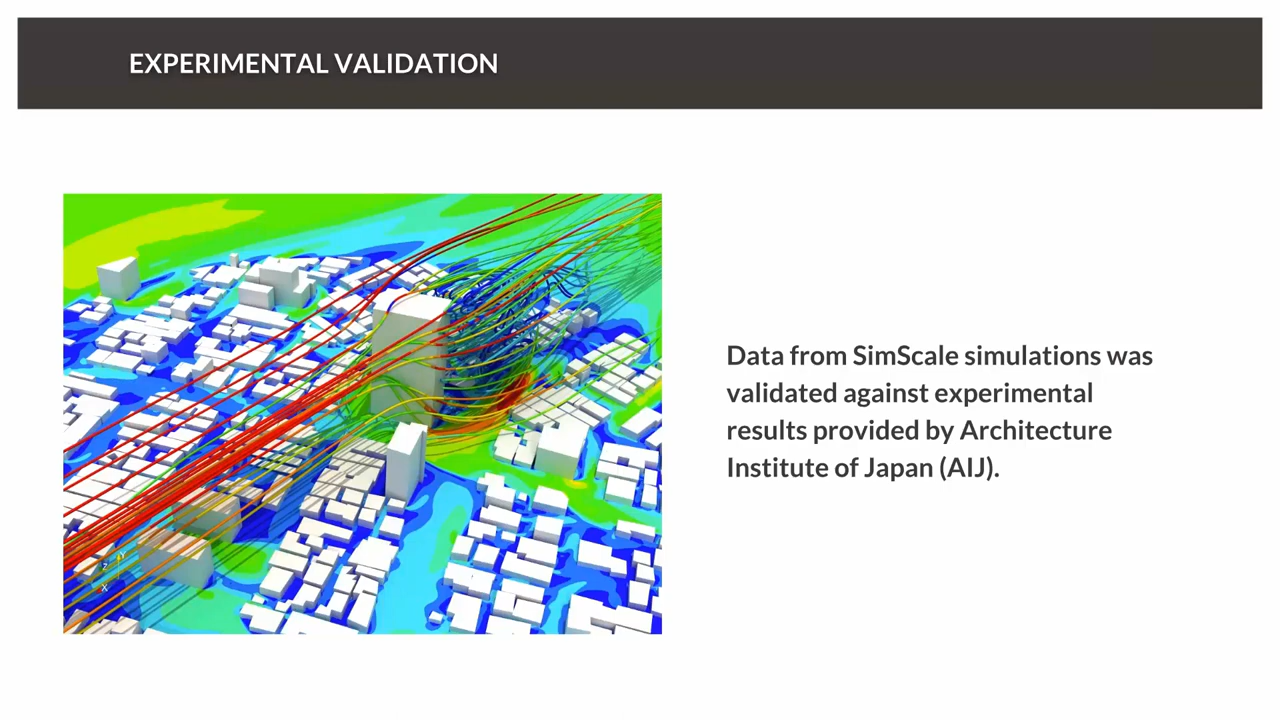 EXPERIMENTAL VALIDATION
Data from SimScale simulations was
validated against experimental
results provided by Architecture
Institute of Japan (AIJ).
Y
Z
X